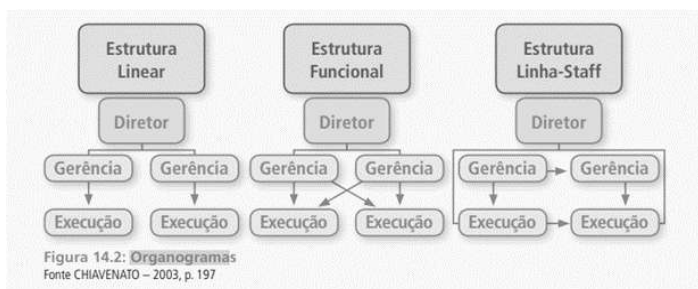 Estrutura
Linear
Estrutura
Funcional
Estrutura
Linha-Staff
Diretor
Diretor
Diretor
Gerência
Gerência
Gerência
Gerência
Gerência
Gerência
Execução
Execução
Execução
Execução
Execução
Execução
Figura 14.2: Organogramas
Fonte CHIAVENATO – 2003, p. 197